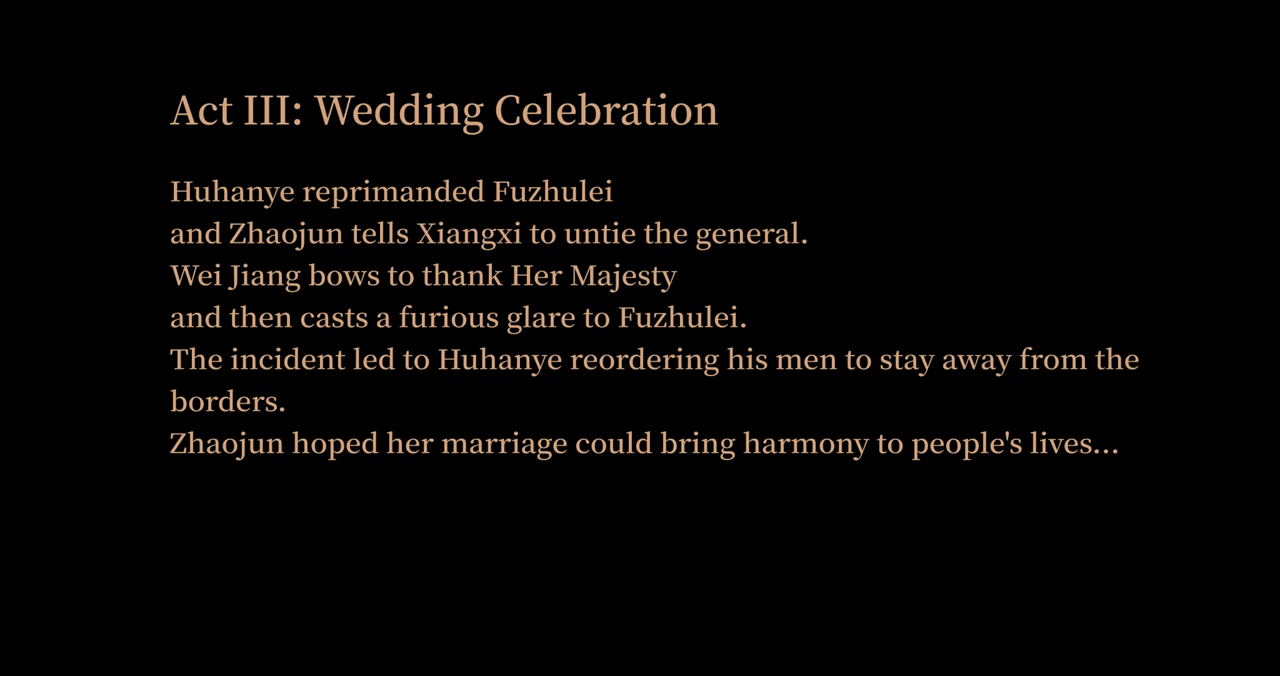 Act III: Wedding Celebration
Huhanye reprimanded Fuzhulei
and Zhaojun tells Xiangxi to untie the general.
Wei Jiang bows to thank Her Majesty
and then casts a furious glare to Fuzhulei.
The incident led to Huhanye reordering his men to stay away from the
borders.
Zhaojun hoped her marriage could bring harmony to people's lives...